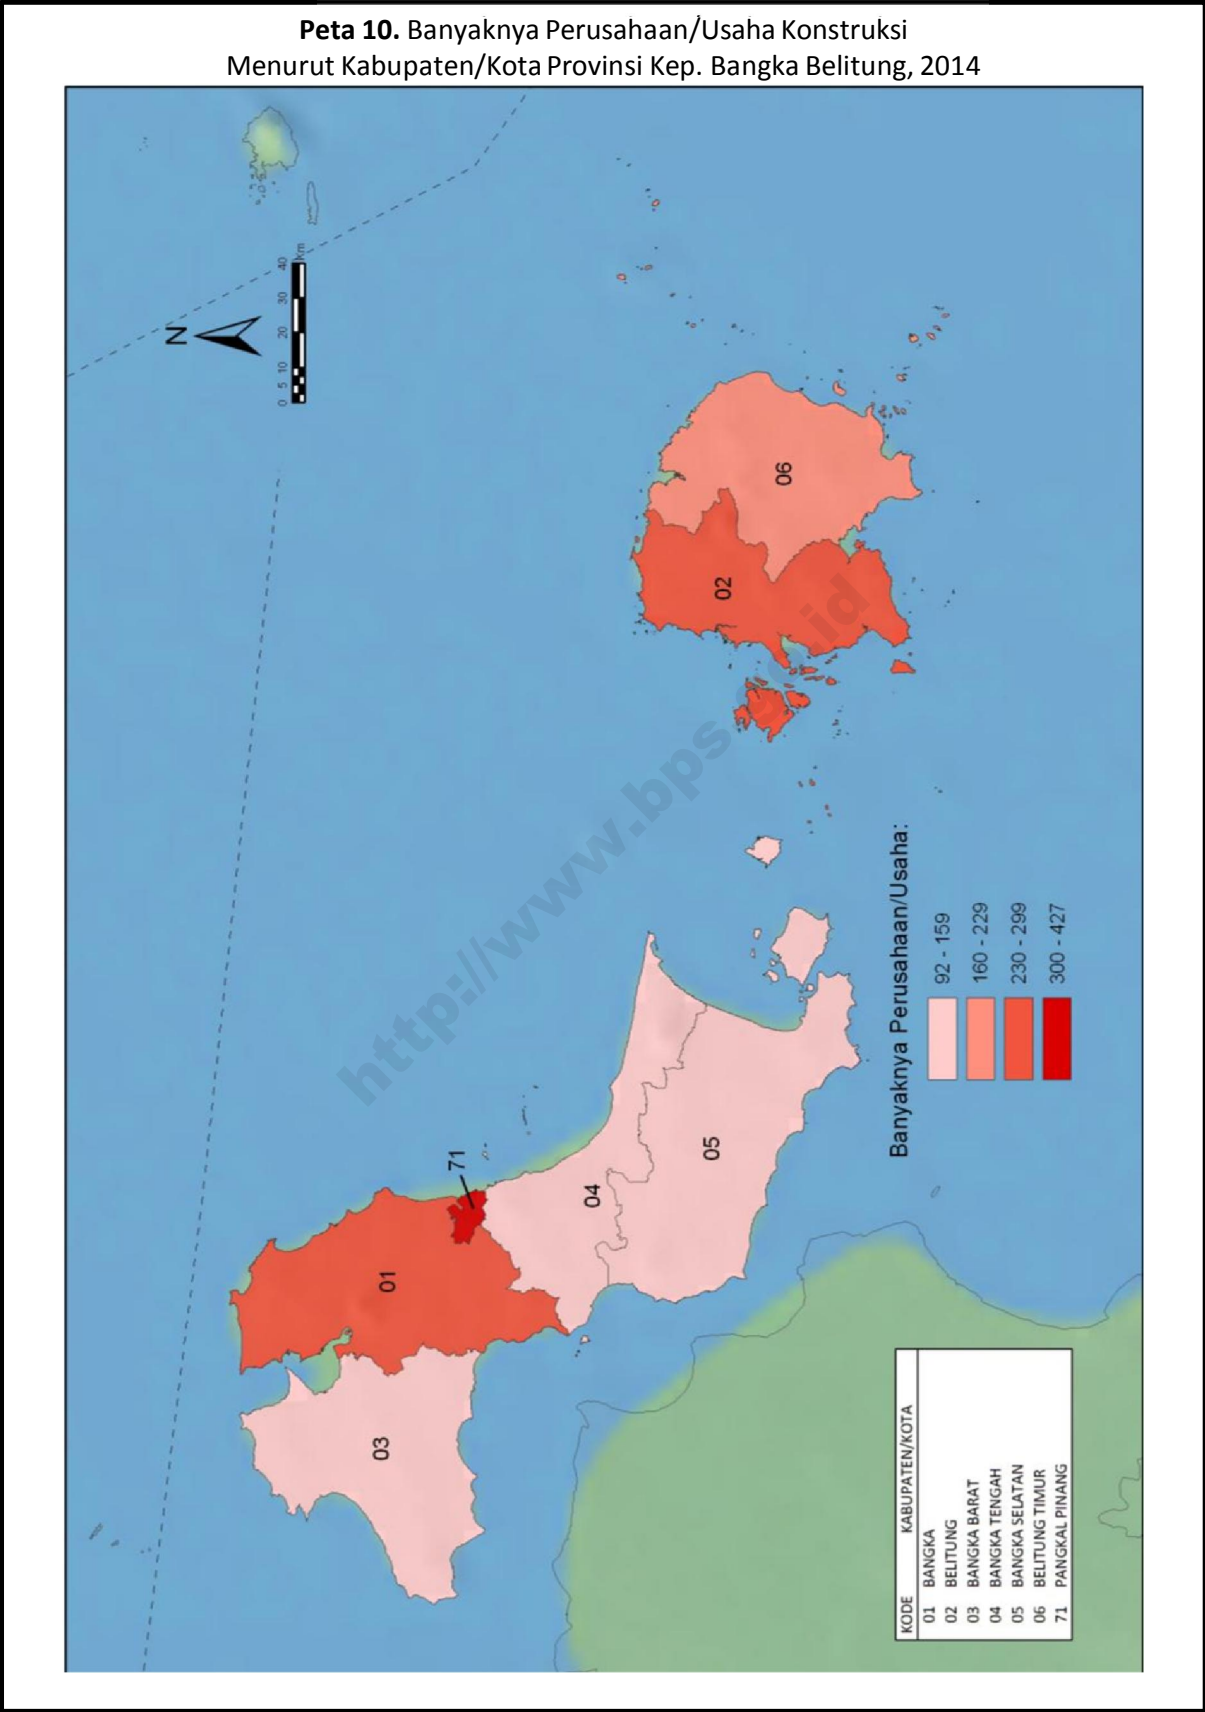 Peta 10. Banyaknya Perusahaan/Usaha Konstruksi
Menurut Kabupaten/Kota Provinsi Kep. Bangka Belitung, 2014
N
0 5 10 20 30 40
Km
01
02
03
04
05
06
71
http://www.bps.go.id
Banyaknya Perusahaan/Usaha:
92 - 159
160 - 229
230 - 299
300 - 427
KODE KABUPATEN/KOTA
01 BANGKA
02 BELITUNG
03 BANGKA BARAT
04 BANGKA TENGAH
05 BANGKA SELATAN
06 BELITUNG TIMUR
71 PANGKAL PINANG